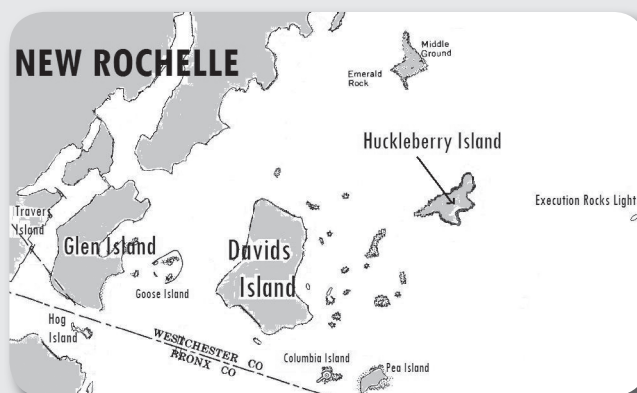 NEW ROCHELLE
Middle
Ground
Emerald
Rock
Huckleberry Island
Execution Rocks Light
Travers
Island
Glen Island
Davids
Island
Goose Island
Hog
Island
WESTCHESTER CO
BRONX CO
Columbia Island
Pea Island